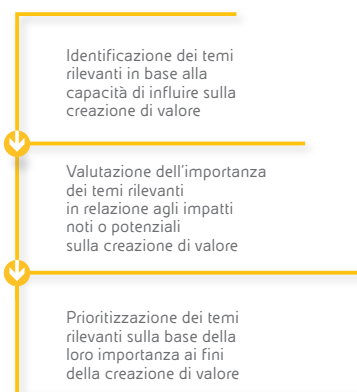 Identificazione dei temi
rilevanti in base alla
capacità di influire sulla
creazione di valore
Valutazione dell'importanza
dei temi rilevanti
in relazione agli impatti
noti o potenziali
sulla creazione di valore
Prioritizzazione dei temi
rilevanti sulla base della
loro importanza ai fini
della creazione di valore